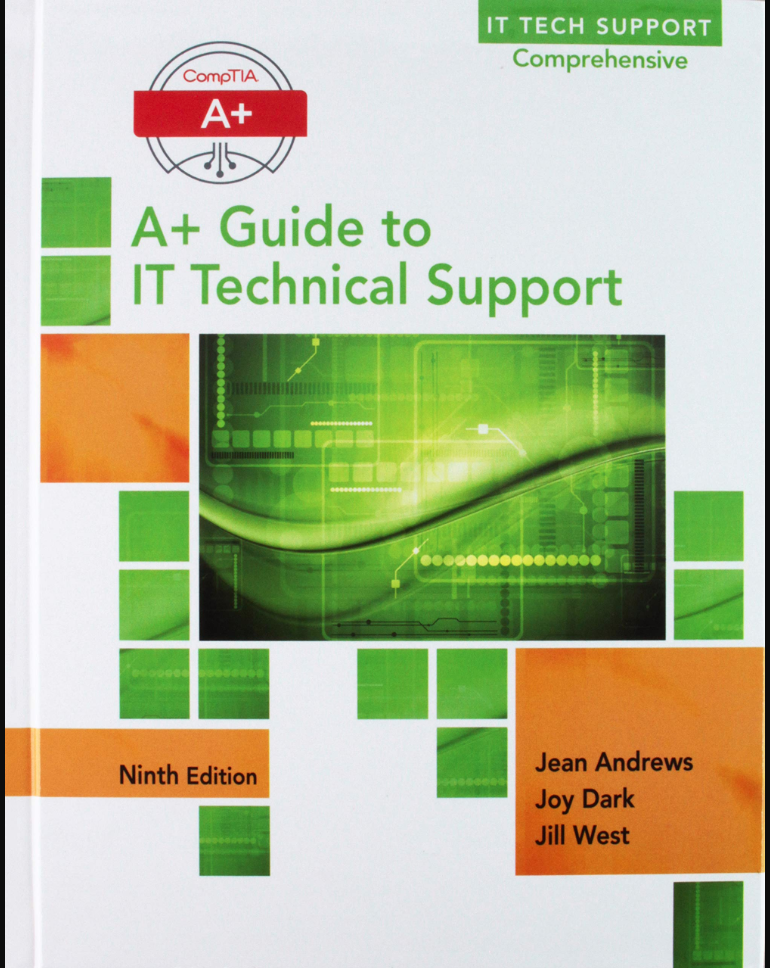 IT TECH SUPPORT
Comprehensive
CompTIA
A+
A+ Guide to
IT Technical Support
Ninth Edition
Jean Andrews
Joy Dark
Jill West